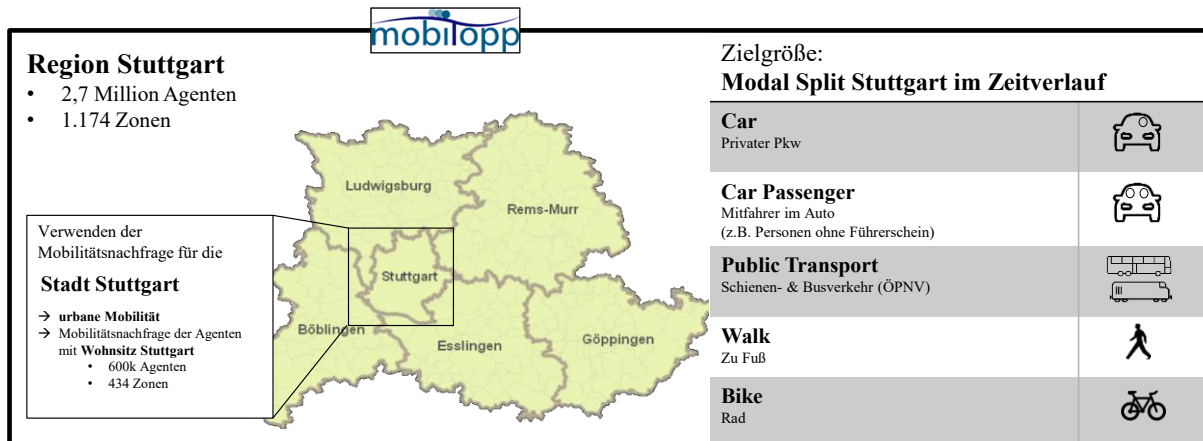 mobiTopp
Region Stuttgart
• 2,7 Million Agenten
• 1.174 Zonen
Ludwigsburg
Rems-Murr
Stuttgart
Böblingen
Esslingen
Göppingen
Verwenden der
Mobilitätsnachfrage für die
Stadt Stuttgart
→ urbane Mobilität
→ Mobilitätsnachfrage der Agenten
mit Wohnsitz Stuttgart
• 600k Agenten
• 434 Zonen
Zielgröße:
Modal Split Stuttgart im Zeitverlauf
Car
Privater Pkw
Car Passenger
Mitfahrer im Auto
(z.B. Personen ohne Führerschein)
Public Transport
Schienen- & Busverkehr (ÖPNV)
Walk
Zu Fuß
Bike
Rad